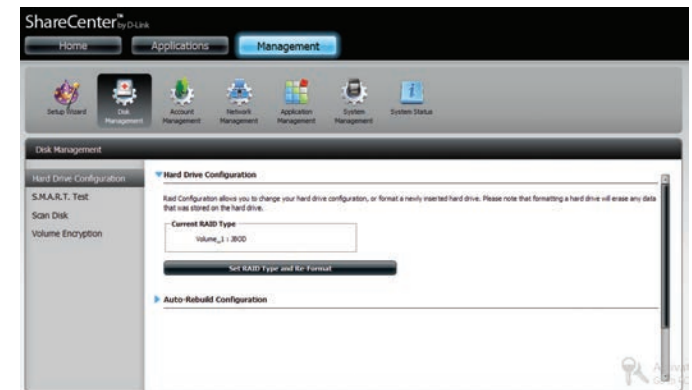 ShareCenter™ by D-Link
Home Applications Management
Setup Wizard Disk Management Account Management Network Management Application Management System Management System Status
Disk Management
Hard Drive Configuration
S.M.A.R.T. Test
Scan Disk
Volume Encryption
Hard Drive Configuration
Raid Configuration allows you to change your hard drive configuration, or format a newly inserted hard drive. Please note that formatting a hard drive will erase any data
that was stored on the hard drive.
Current RAID Type
Volume_1 : JBOD
Set RAID Type and Re-Format
Auto-Rebuild Configuration